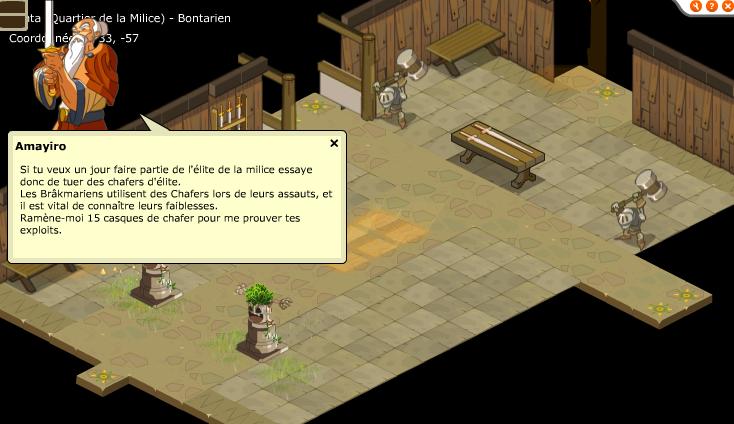 (Quartier de la Milice) - Bontarien
-57
Amayiro
Si tu veux un jour faire partie de l'élite de la milice essaye
donc de tuer des chafers d'élite.
Les Brâkmariens utilisent des Chafers lors de leurs assauts, et
il est vital de connaître leurs faiblesses.
Ramène-moi 15 casques de chafer pour me prouver tes
exploits.